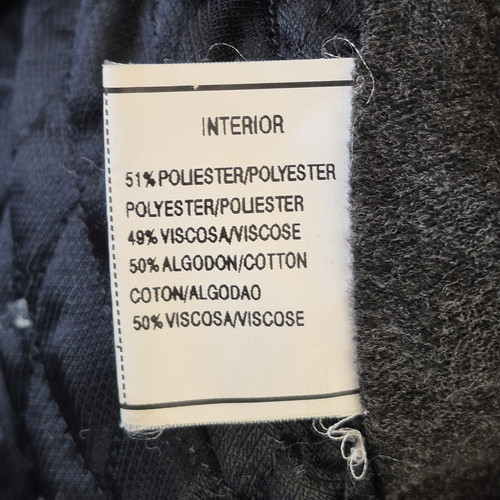 INTERIOR
51% POLIESTER/POLYESTER
POLYESTER/POLIESTER
49% VISCOSA/VISCOSE
50% ALGODON/COTTON
COTON/ALGODAO
50% VISCOSA/VISCOSE